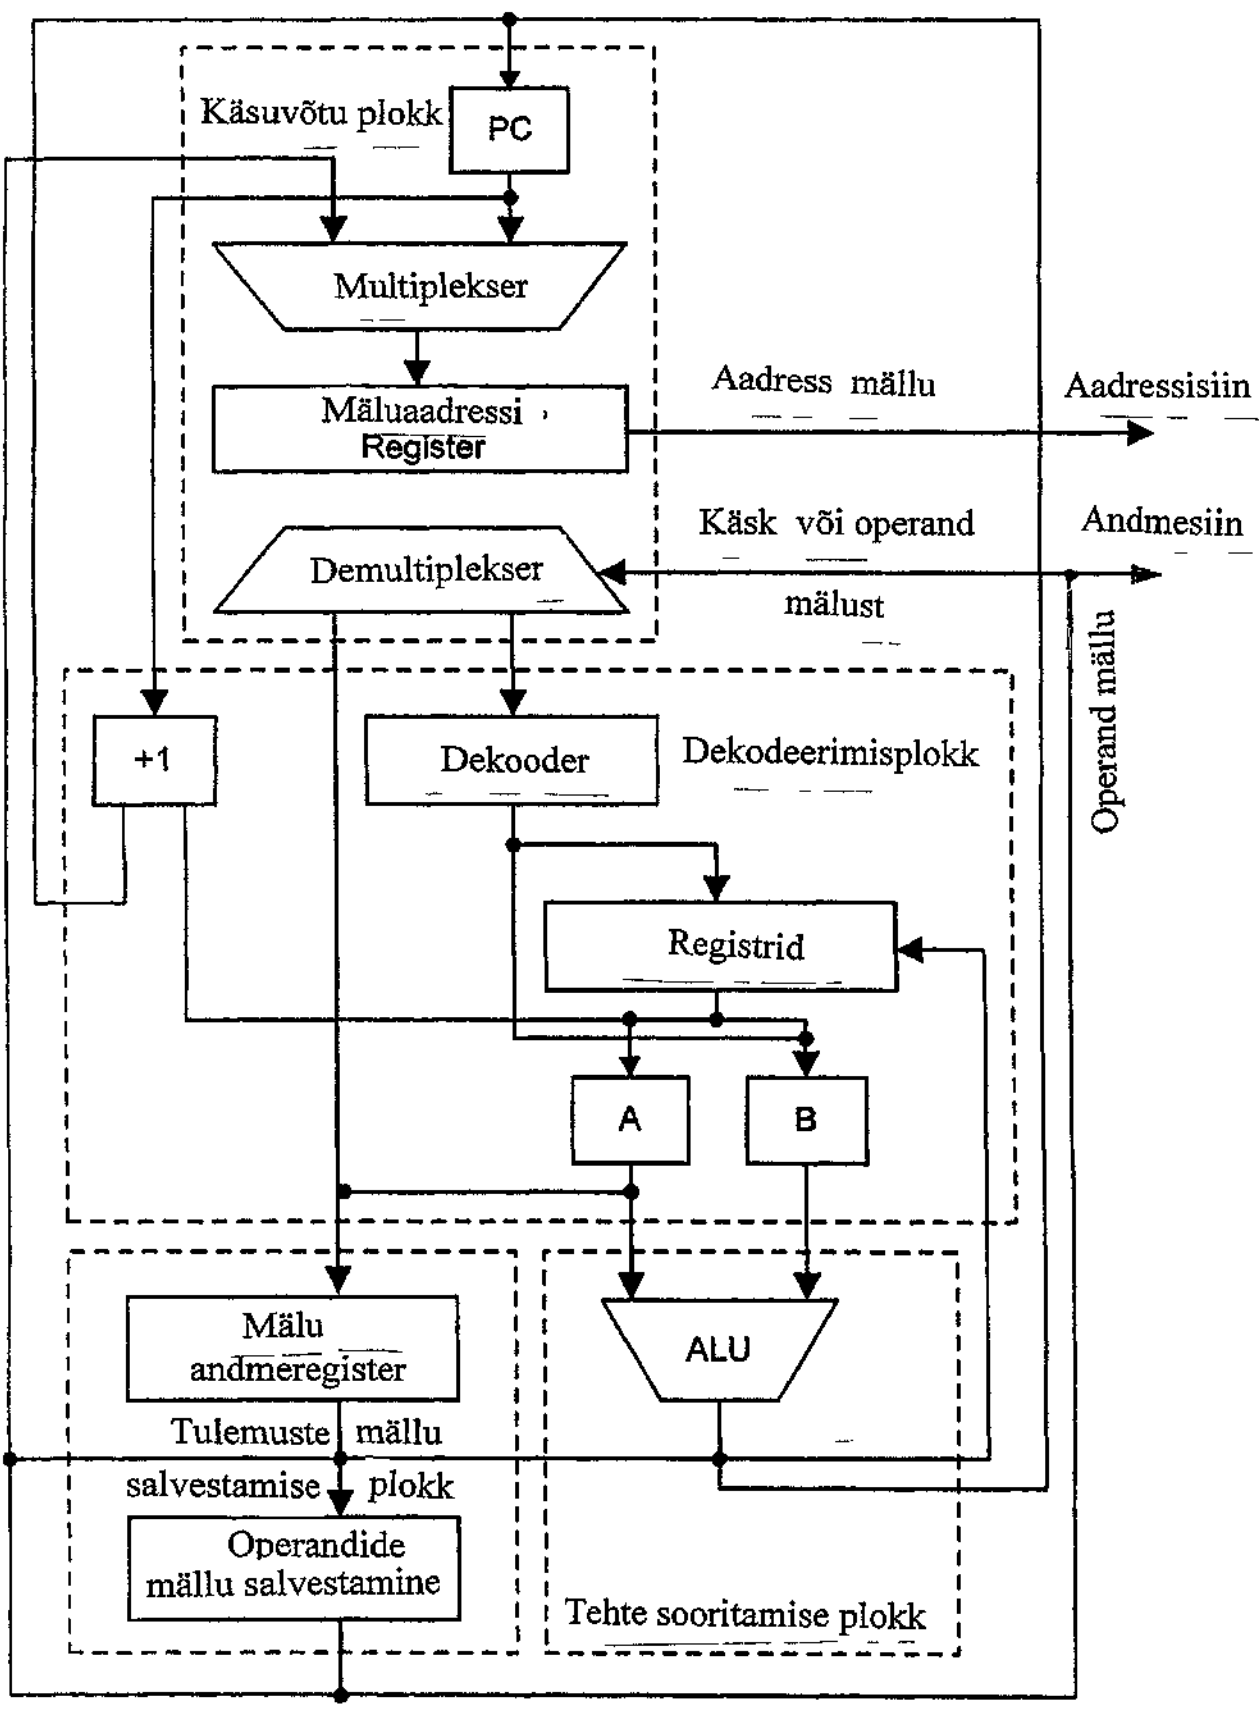 Käsuvõtu plokk
PC
Multiplekser
Mäluaadressi
Register
Aadress mällu
Aadressisiin
Demultiplekser
Käsk või operand
mälust
Andmesiin
Operand mällu
+1
Dekooder
Dekodeerimisplokk
Registrid
A
B
Mälu
andmeregister
ALU
Tulemuste mällu
salvestamise plokk
Operandide
mällu salvestamine
Tehte sooritamise plokk